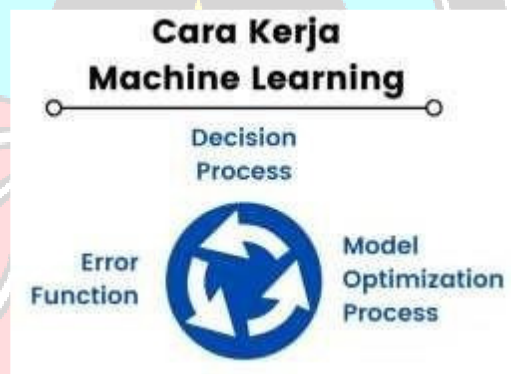 Cara Kerja
Machine Learning
Decision
Process
Error
Function
Model
Optimization
Process